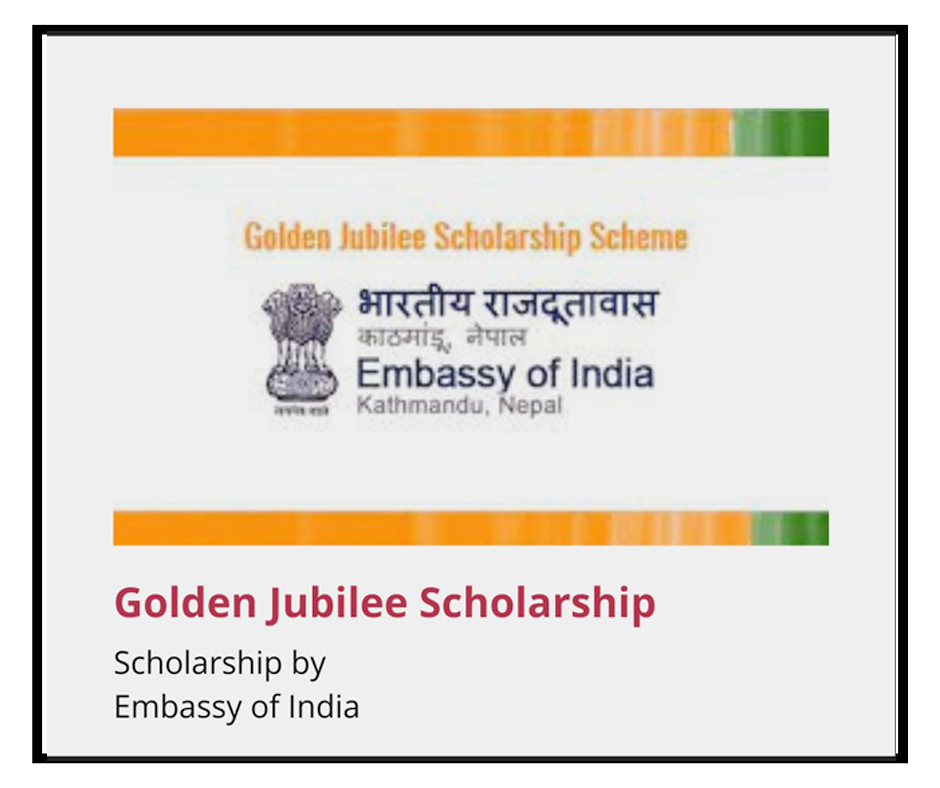 Golden Jubilee Scholarship Scheme
भारतीय राजदूतावास
काठमांडू, नेपाल
Embassy of India
Kathmandu, Nepal
Golden Jubilee Scholarship
Scholarship by
Embassy of India